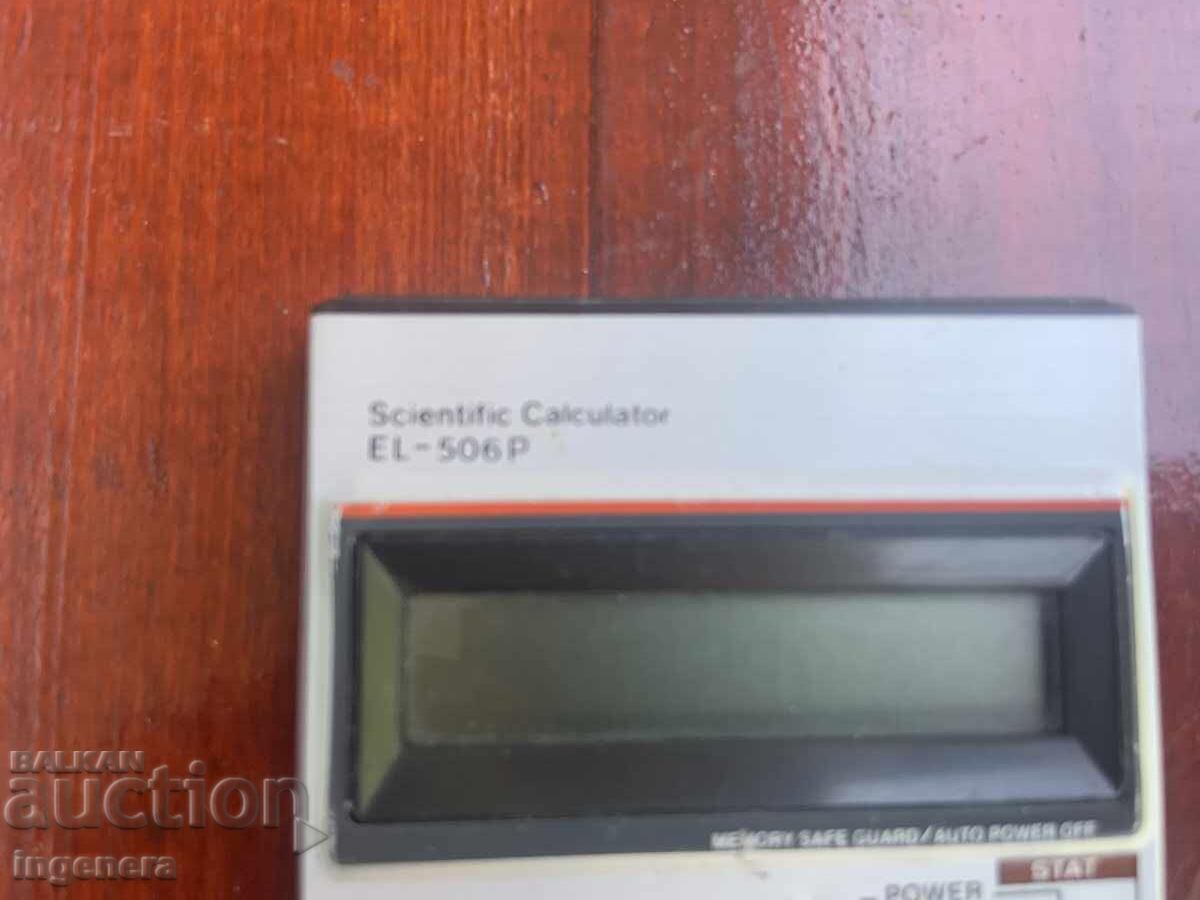 Scientific Calculator
EL-506P
MEMORY SAFE GUARD/AUTO POWER OFF
STAT
POWER
BALKAN
auction
ingenera